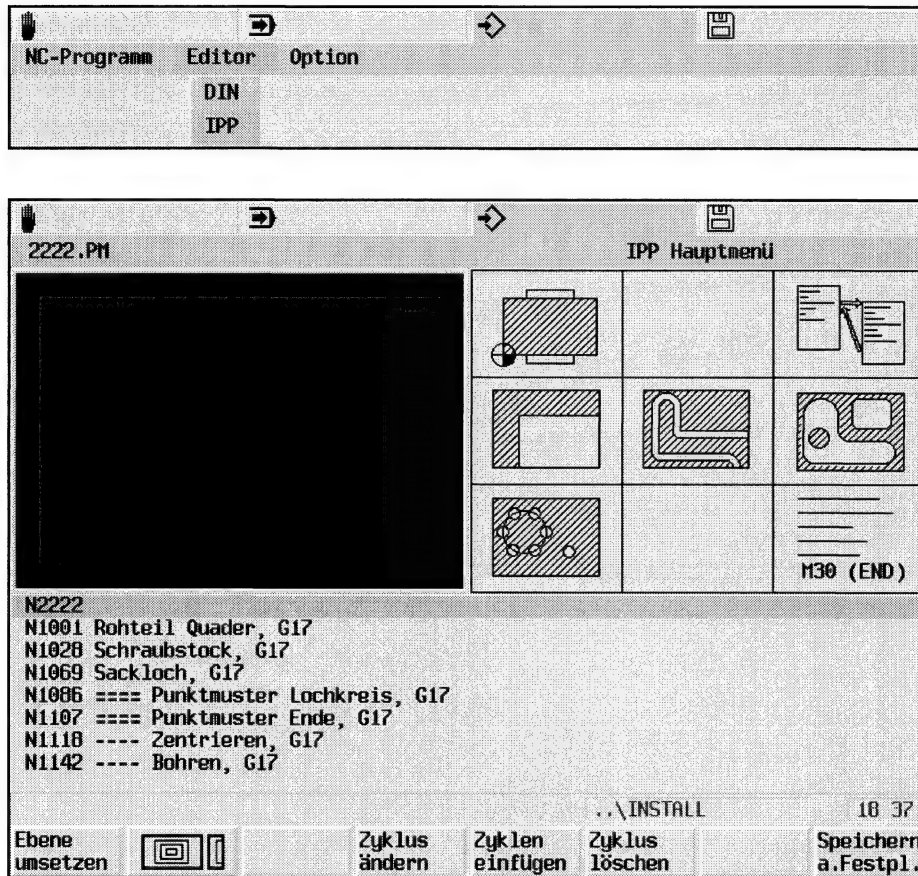 NC-Programm Editor Option
DIN
IPP
2222.PM IPP Hauptmenü
M30 (END)
N2222
N1001 Rohteil Quader, G17
N1028 Schraubstock, G17
N1069 Sackloch, G17
N1086 ==== Punktmuster Lochkreis, G17
N1107 ==== Punktmuster Ende, G17
N1118 ---- Zentrieren, G17
N1142 ---- Bohren, G17
..\INSTALL 18 37
Ebene umsetzen Zyklus ändern Zyklen einfügen Zyklus löschen Speichern a.Festpl.